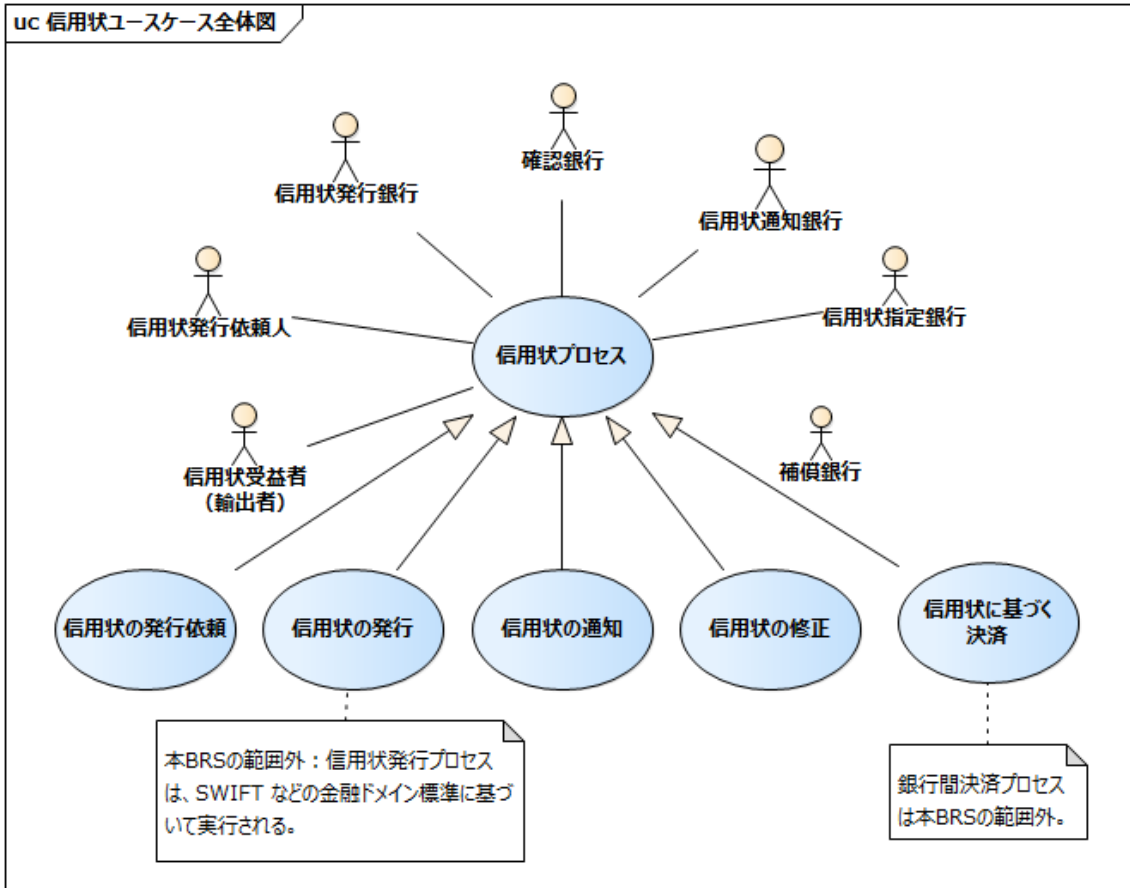 uc 信用状ユースケース全体図
確認銀行
信用状発行銀行
信用状通知銀行
信用状発行依頼人
信用状指定銀行
信用状プロセス
信用状受益者
（輸出者）
補償銀行
信用状の発行依頼
信用状の発行
信用状の通知
信用状の修正
信用状に基づく
決済
本BRSの範囲外：信用状発行プロセス
は、SWIFT などの金融ドメイン標準に基づ
いて実行される。
銀行間決済プロセス
は本BRSの範囲外。